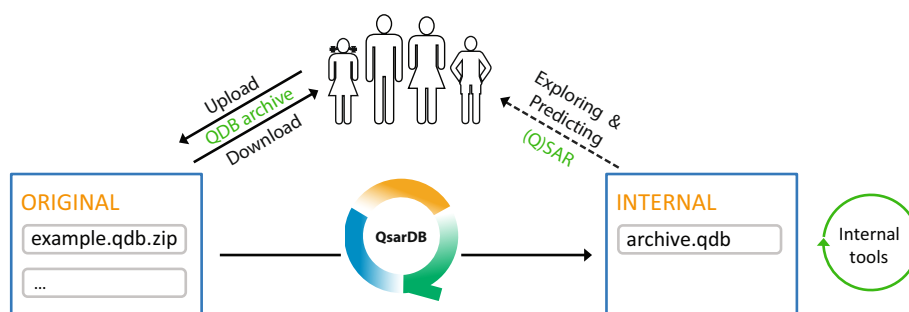 Upload
QDB archive
Download
Exploring &
Predicting
(Q)SAR
ORIGINAL
example.qdb.zip
...
QsarDB
INTERNAL
archive.qdb
Internal
tools